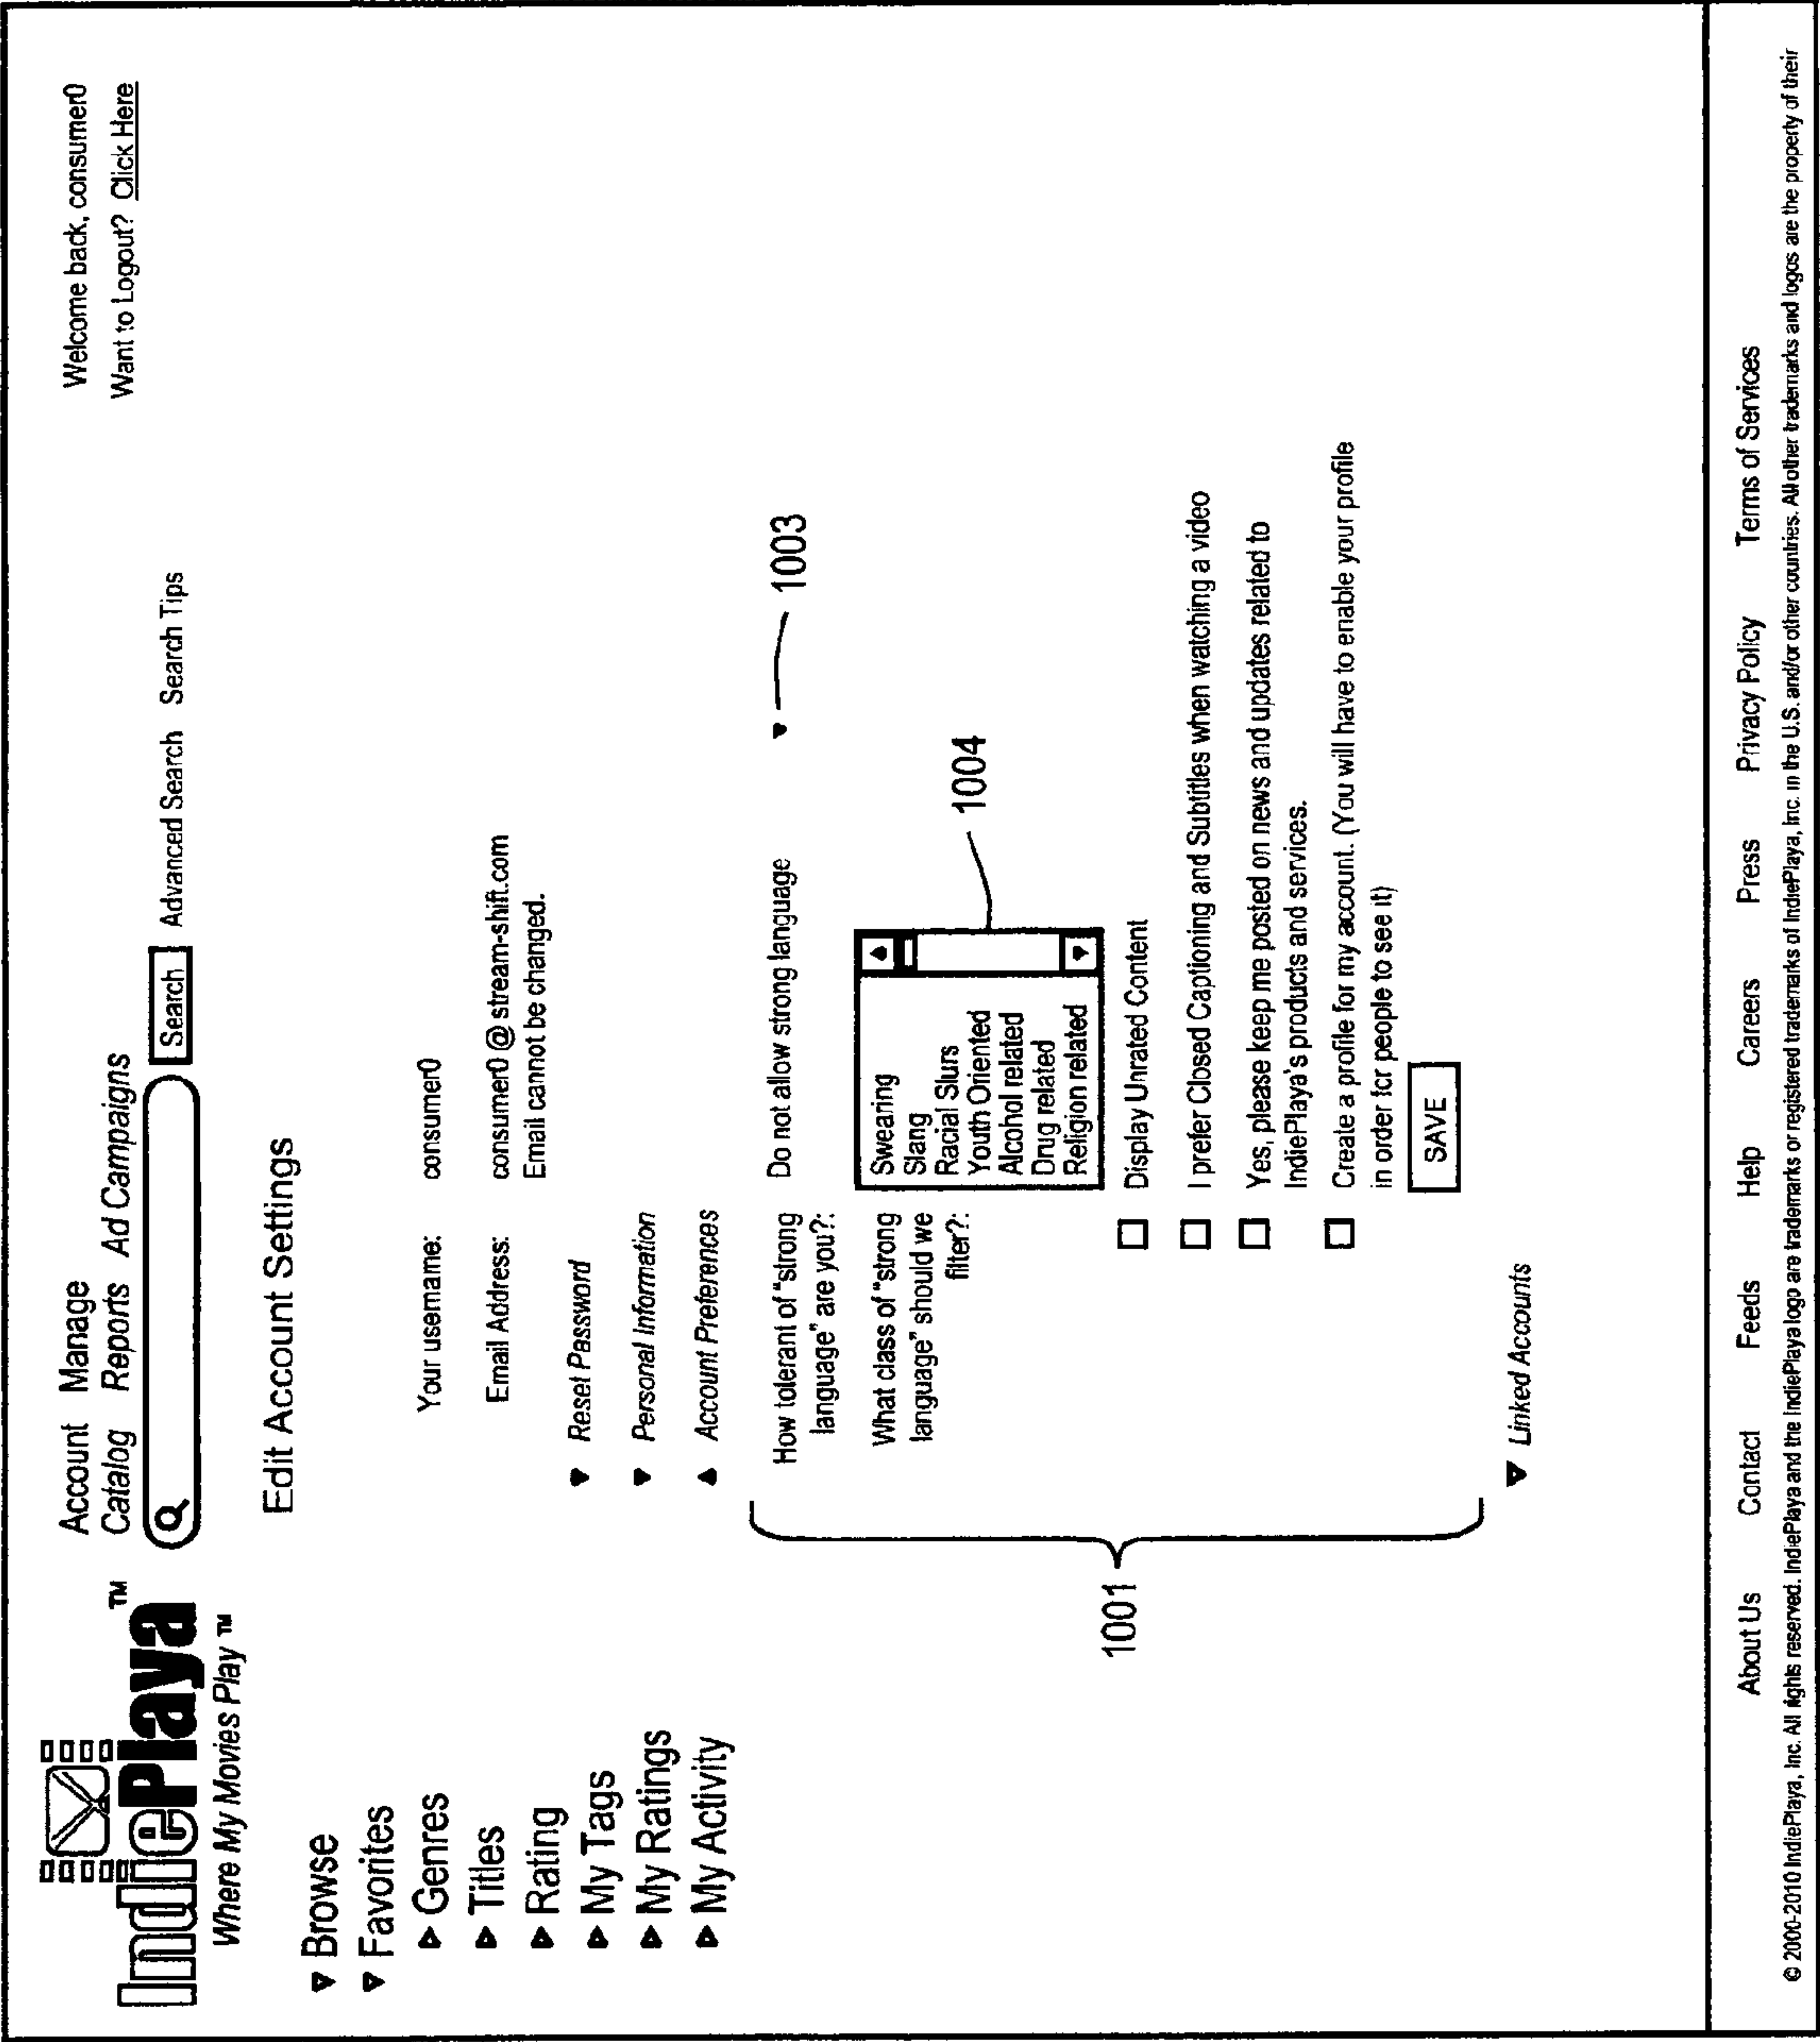 IndiePlaya™
Where My Movies Play ™
Account Manage
Catalog Reports Ad Campaigns
Search Advanced Search Search Tips
Welcome back, consumer0
Want to Logout? Click Here
Browse
Favorites
Genres
Titles
Rating
My Tags
My Ratings
My Activity
Edit Account Settings
Your username: consumer0
Email Address: consumer0@stream-shift.com
Email cannot be changed.
Reset Password
Personal Information
Account Preferences
How tolerant of "strong
language" are you?:
Do not allow strong language
1003
What class of "strong
language" should we
filter?:
Swearing
Slang
Racial Slurs
Youth Oriented
Alcohol related
Drug related
Religion related
1004
Display Unrated Content
I prefer Closed Captioning and Subtitles when watching a video
Yes, please keep me posted on news and updates related to
IndiePlaya's products and services.
Create a profile for my account. (You will have to enable your profile
in order for people to see it)
SAVE
1001
Linked Accounts
About Us Contact Feeds Help Careers Press Privacy Policy Terms of Services
© 2000-2010 IndiePlaya, Inc. All rights reserved. IndiePlaya and the IndiePlaya logo are trademarks or registered trademarks of IndiePlaya, Inc. in the U.S. and/or other countries. All other trademarks and logos are the property of their